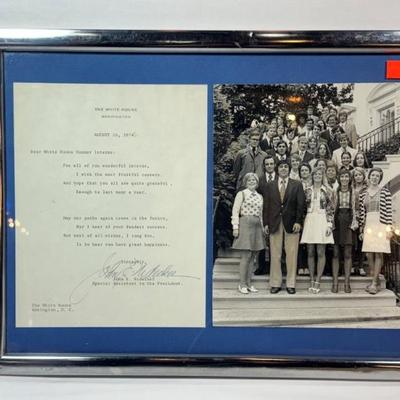 THE WHITE HOUSE
WASHINGTON
AUGUST 16, 1974
Dear White House Summer Interns:
For all of you wonderful interns,
I wish the most fruitful careers.
And hope that you all are quite grateful,
Enough to last many a year.
May our paths again cross in the future,
May I hear of your fondest success.
But most of all wishes, I sung Bon,
Is to hear you have great happiness.
Sincerely,
John E. Nidecker
Special Assistant to the President
The White House
Washington, D. C.